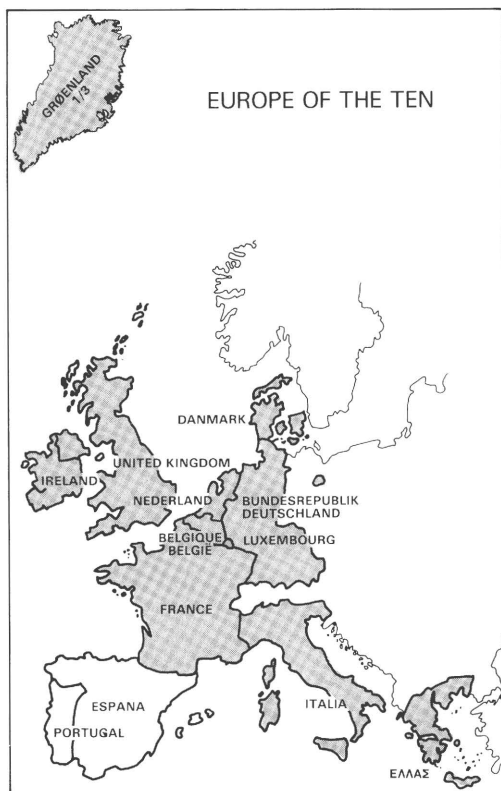 GRØENLAND
1/3
EUROPE OF THE TEN
DANMARK
UNITED KINGDOM
IRELAND
NEDERLAND
BUNDESREPUBLIK
DEUTSCHLAND
BELGIQUE
BELGIË
LUXEMBOURG
FRANCE
ESPANA
PORTUGAL
ITALIA
ΕΛΛΑΣ